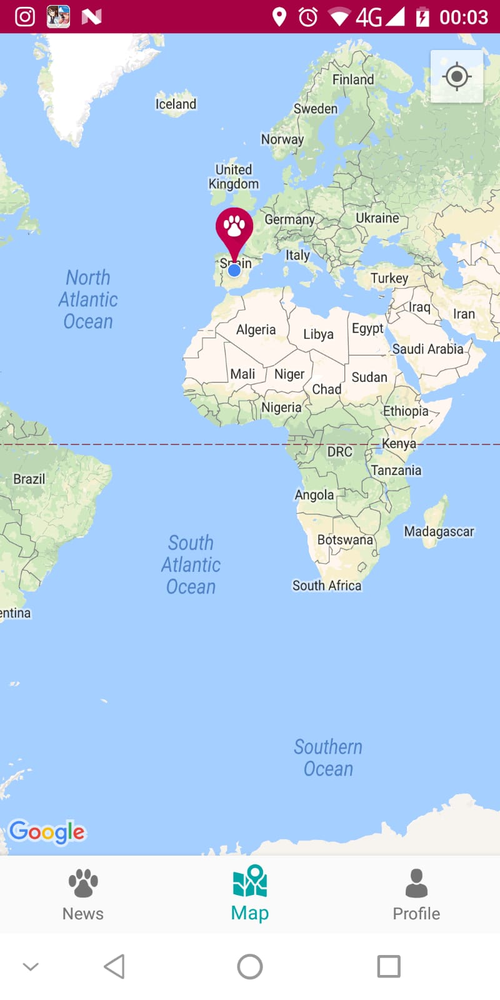 4G 00:03
Finland
Iceland
Sweden
Norway
United
Kingdom
Germany
Ukraine
Italy
Spain
North
Atlantic
Ocean
Turkey
Iraq
Iran
Algeria
Libya
Egypt
Saudi Arabia
Mali
Niger
Sudan
Chad
Nigeria
Ethiopia
Kenya
DRC
Tanzania
Brazil
Angola
Madagascar
Botswana
South
Atlantic
Ocean
South Africa
entina
Southern
Ocean
Google
News
Map
Profile